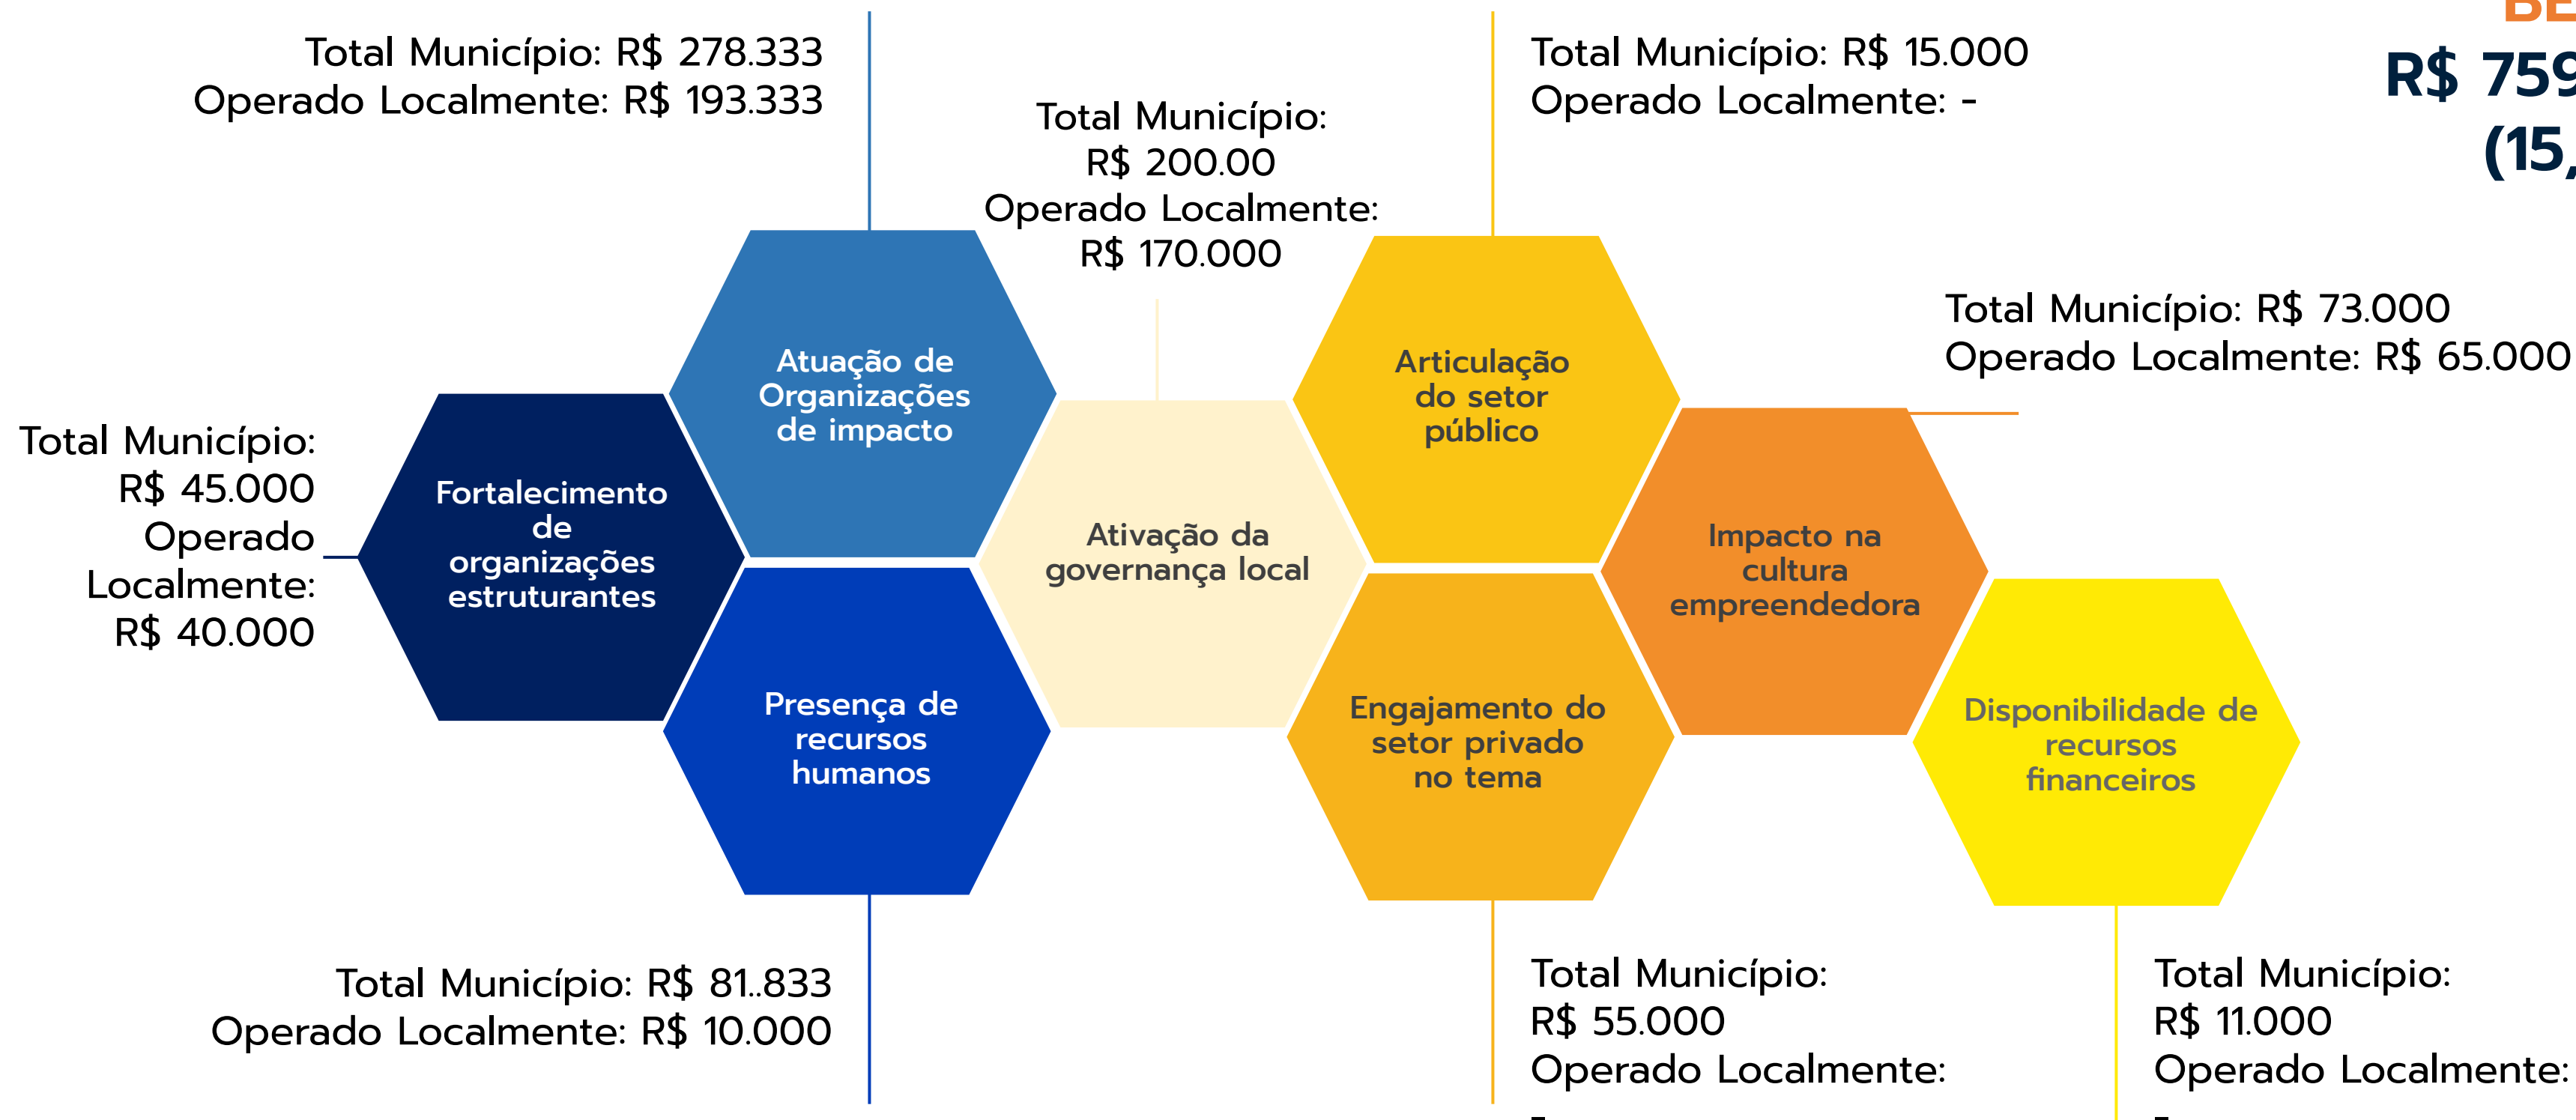 Total Município: R$ 278.333
Operado Localmente: R$ 193.333
Total Município:
R$ 200.00
Operado Localmente:
R$ 170.000
Total Município: R$ 15.000
Operado Localmente: -
R$ 759
(15,
Total Município: R$ 73.000
Operado Localmente: R$ 65.000
Total Município:
R$ 45.000
Operado
Localmente:
R$ 40.000
Fortalecimento
de
organizações
estruturantes
Atuação de
Organizações
de impacto
Presença de
recursos
humanos
Ativação da
governança local
Articulação
do setor
público
Engajamento do
setor privado
no tema
Impacto na
cultura
empreendedora
Disponibilidade de
recursos
financeiros
Total Município: R$ 81..833
Operado Localmente: R$ 10.000
Total Município:
R$ 55.000
Operado Localmente:
-
Total Município:
R$ 11.000
Operado Localmente:
-